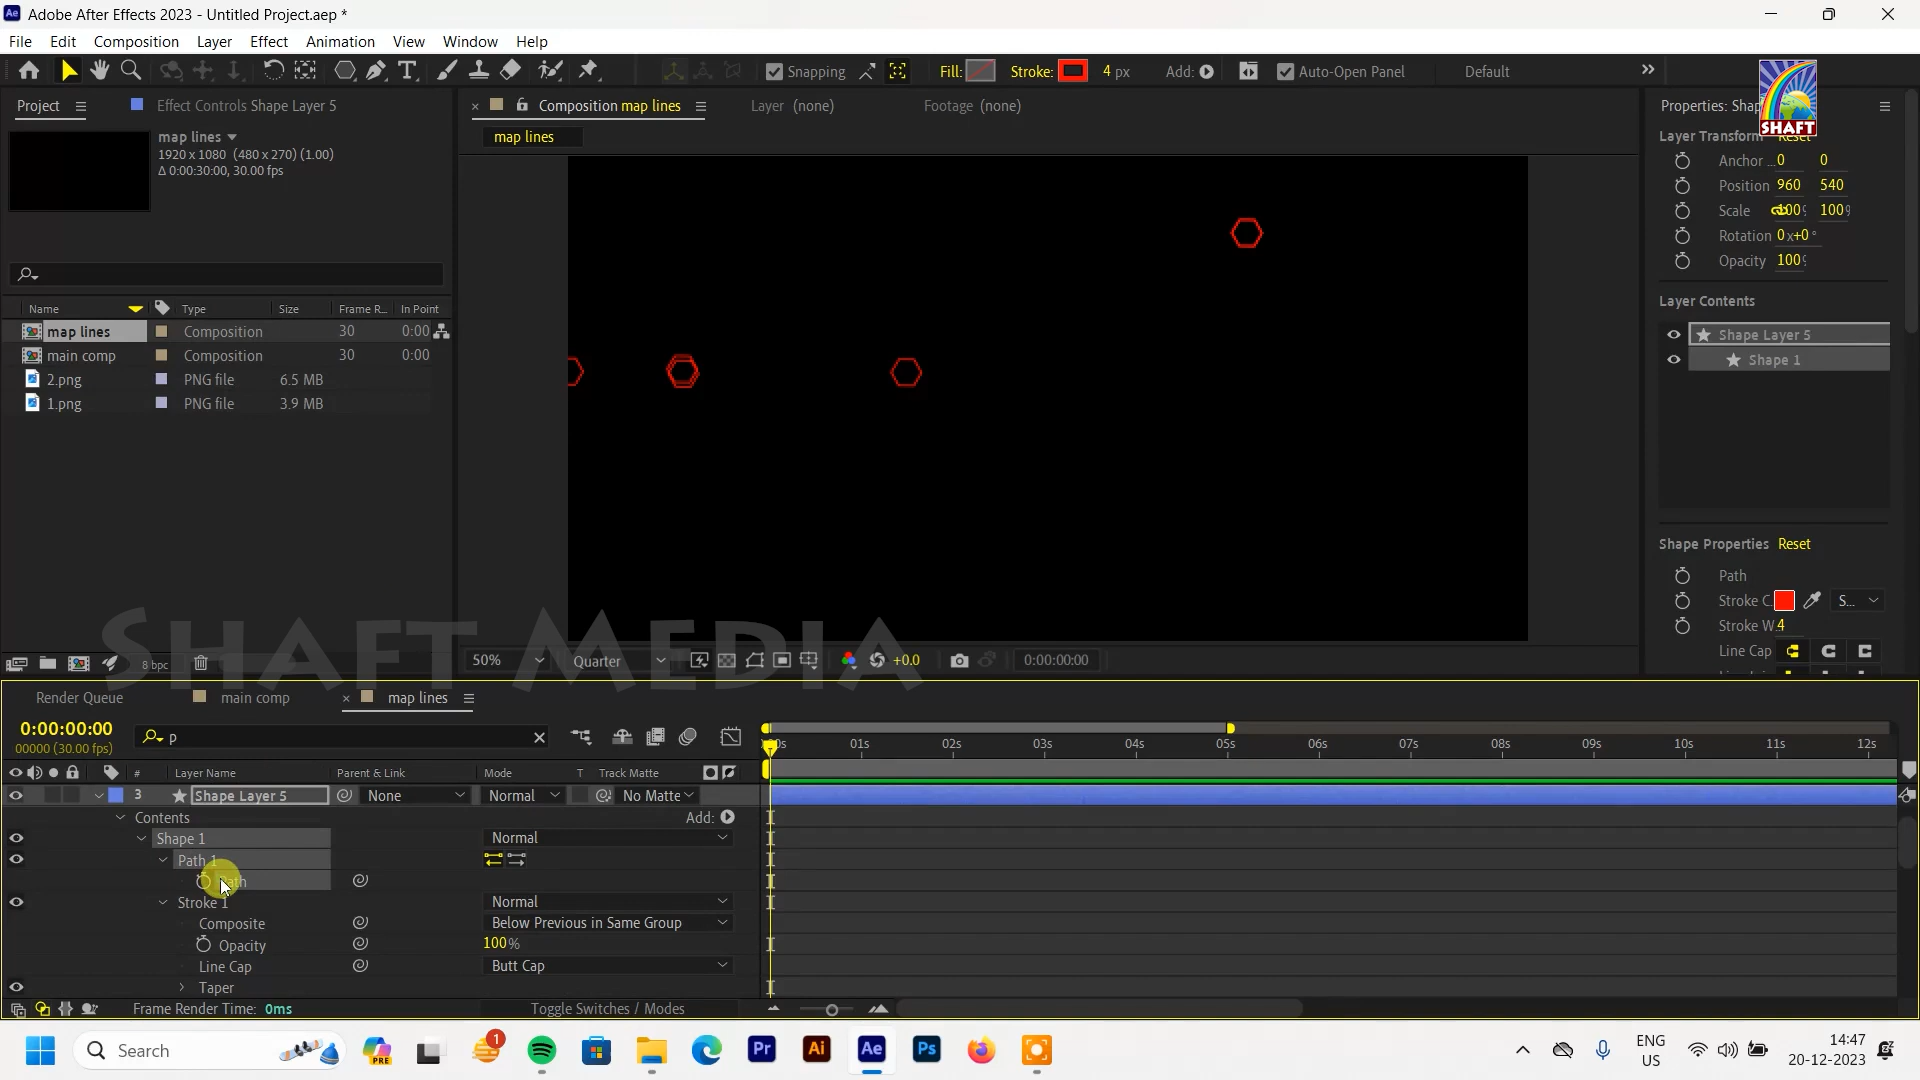 Adobe After Effects 2023 - Untitled Project.aep *
File Edit Composition Layer Effect Animation View Window Help
Snapping Fill: Stroke: 4 px Add: Auto-Open Panel Default
Project Effect Controls Shape Layer 5
Composition map lines Layer (none) Footage (none)
Properties: Shap
SHAFT
map lines
1920 x 1080 (480 x 270) (1.00)
Δ 0:00:30:00, 30.00 fps
map lines
Layer Transform Reset
Anchor ... 0 0
Position 960 540
Scale 100 100
Rotation 0x+0°
Opacity 100
Layer Contents
Shape Layer 5
Shape 1
Name Type Size Frame R... In Point
map lines Composition 30 0:00
main comp Composition 30 0:00
2.png PNG file 6.5 MB
1.png PNG file 3.9 MB
Shape Properties Reset
Path
Stroke C S...
Stroke W 4
Line Cap
Shaft Media
8 bpc
50% Quarter +0.0 0:00:00:00
Render Queue main comp map lines
0:00:00:00
00000 (30.00 fps)
p
01s 02s 03s 04s 05s 06s 07s 08s 09s 10s 11s 12s
# Layer Name Parent & Link Mode T Track Matte
3 Shape Layer 5 None Normal No Matte
Contents Add:
Shape 1 Normal
Path 1
Path
Stroke 1 Normal
Composite Below Previous in Same Group
Opacity 100%
Line Cap Butt Cap
Taper
Frame Render Time: 0ms Toggle Switches / Modes
Search
PRE
1
Pr Ai Ae Ps
ENG
US
14:47
20-12-2023